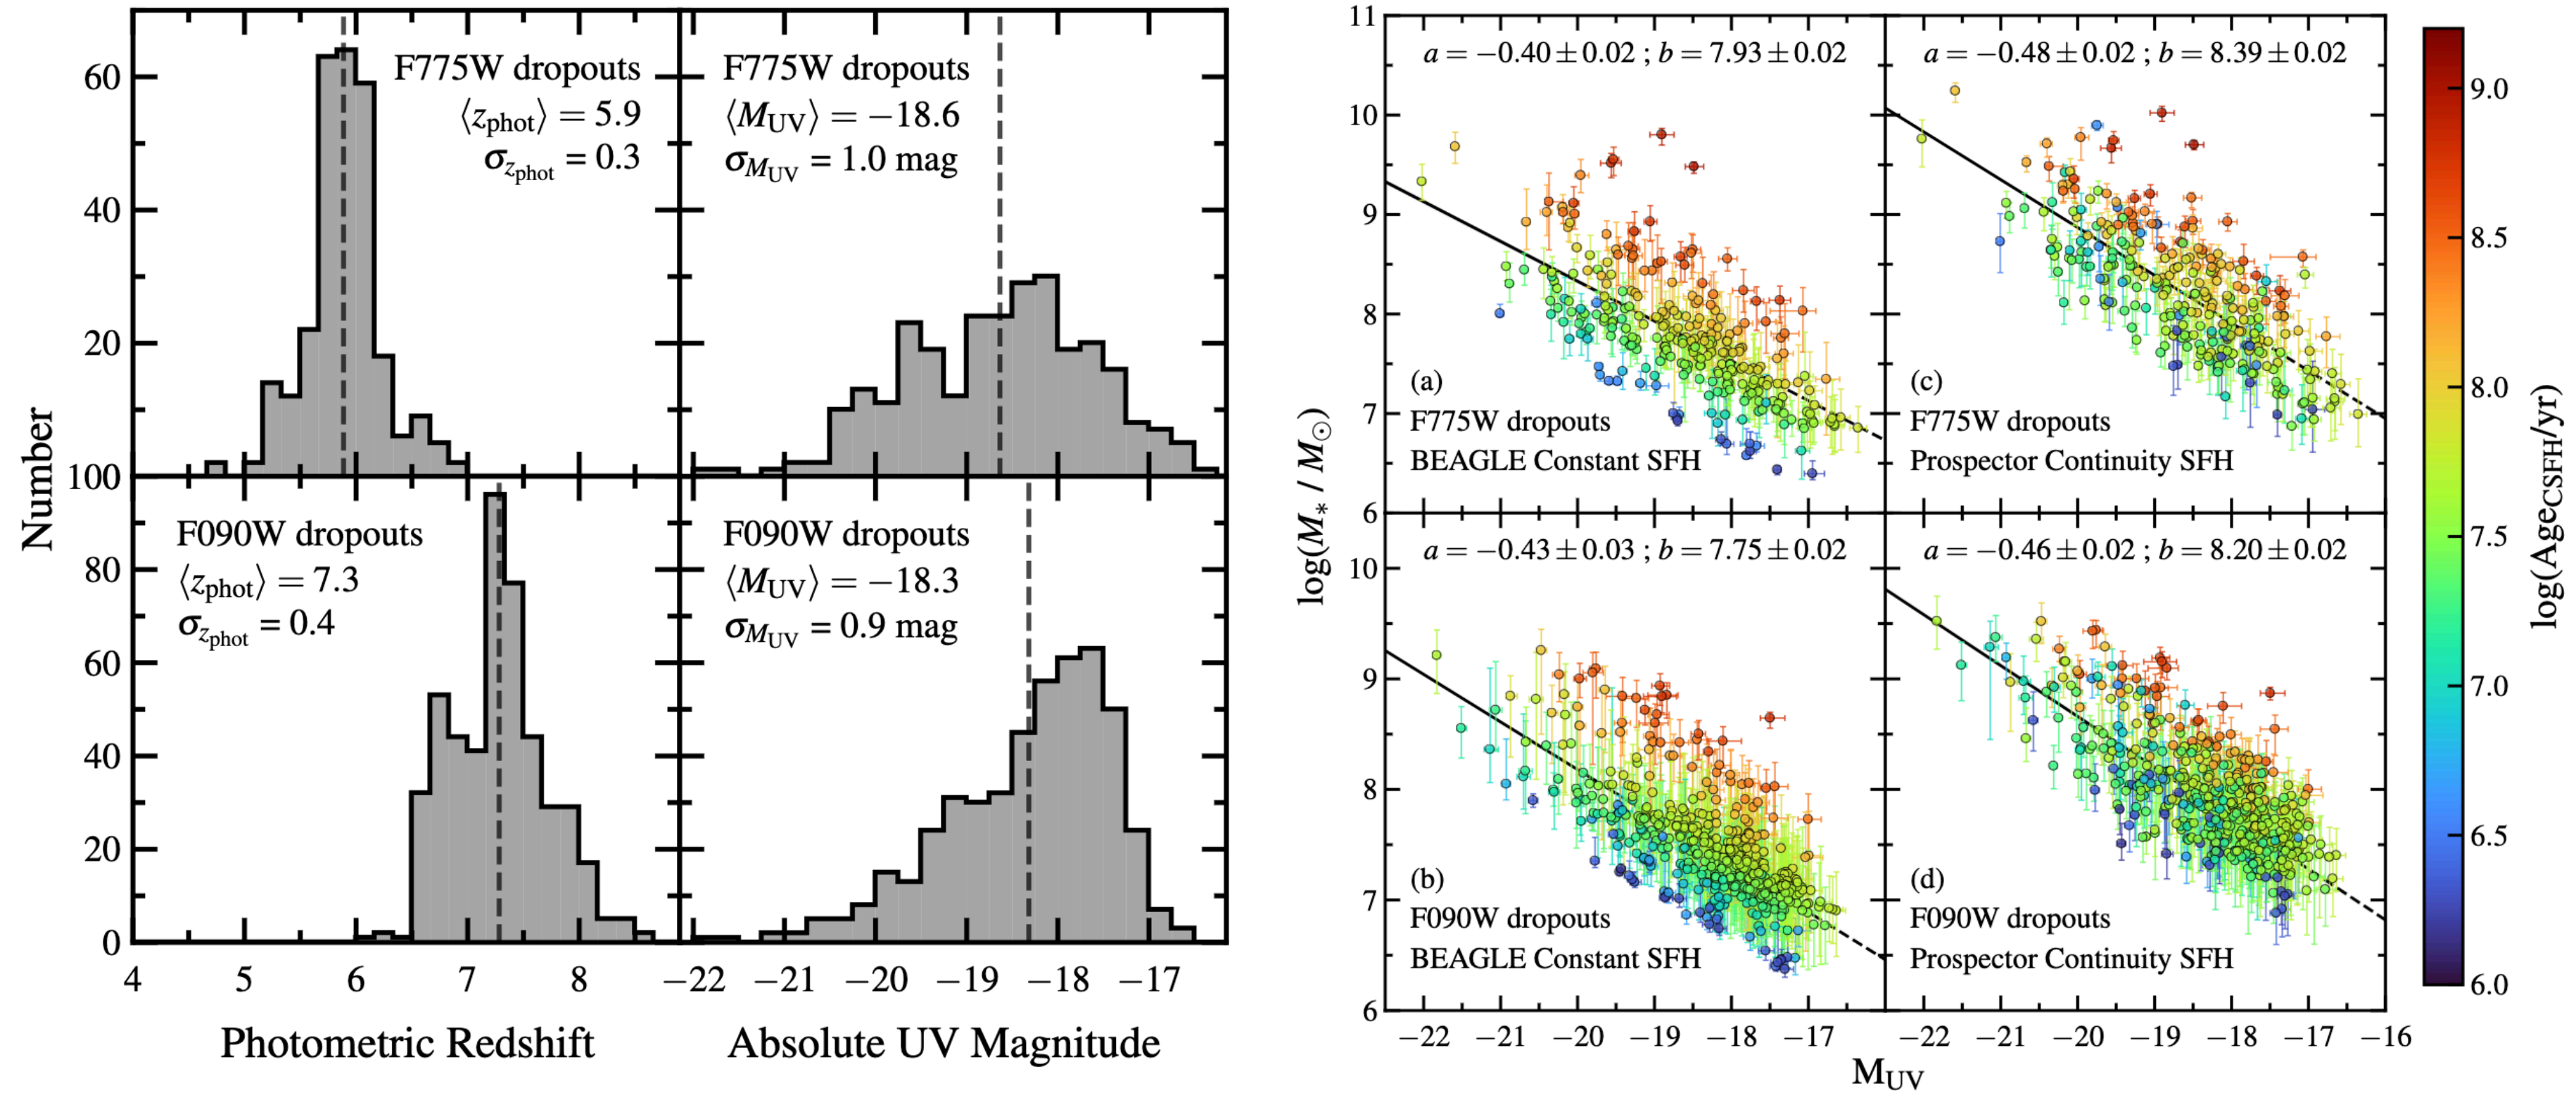 Number
60
40
20
100
80
60
40
20
0
F775W dropouts
⟨z_phot⟩ = 5.9
σ_z_phot = 0.3
F775W dropouts
⟨M_UV⟩ = −18.6
σ_M_UV = 1.0 mag
F090W dropouts
⟨z_phot⟩ = 7.3
σ_z_phot = 0.4
F090W dropouts
⟨M_UV⟩ = −18.3
σ_M_UV = 0.9 mag
4 5 6 7 8
−22 −21 −20 −19 −18 −17
Photometric Redshift
Absolute UV Magnitude
log(M_* / M_⊙)
11
10
9
8
7
6
10
9
8
7
6
a = −0.40 ± 0.02 ; b = 7.93 ± 0.02
(a)
F775W dropouts
BEAGLE Constant SFH
a = −0.48 ± 0.02 ; b = 8.39 ± 0.02
(c)
F775W dropouts
Prospector Continuity SFH
a = −0.43 ± 0.03 ; b = 7.75 ± 0.02
(b)
F090W dropouts
BEAGLE Constant SFH
a = −0.46 ± 0.02 ; b = 8.20 ± 0.02
(d)
F090W dropouts
Prospector Continuity SFH
−22 −21 −20 −19 −18 −17
−22 −21 −20 −19 −18 −17 −16
M_UV
9.0
8.5
8.0
7.5
7.0
6.5
6.0
log(Age_CSFH/yr)